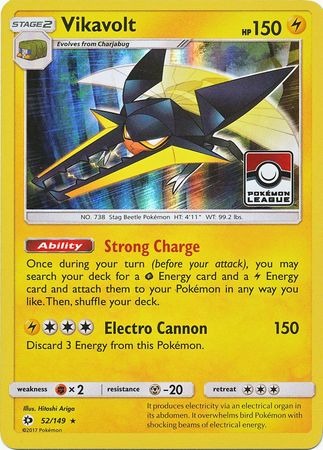 STAGE2 Vikavolt HP150
Evolves from Charjabug
POKÉMON
LEAGUE
NO. 738 Stag Beetle Pokémon HT: 4'11" WT: 99.2 lbs.
Ability Strong Charge
Once during your turn (before your attack), you may
search your deck for a Energy card and a Energy
card and attach them to your Pokémon in any way you
like. Then, shuffle your deck.
Electro Cannon 150
Discard 3 Energy from this Pokémon.
weakness ×2 resistance -20 retreat
Illus. Hitoshi Ariga
52/149 ★
©2017 Pokémon
It produces electricity via an electrical organ in
its abdomen. It overwhelms bird Pokémon with
shocking beams of electrical energy.